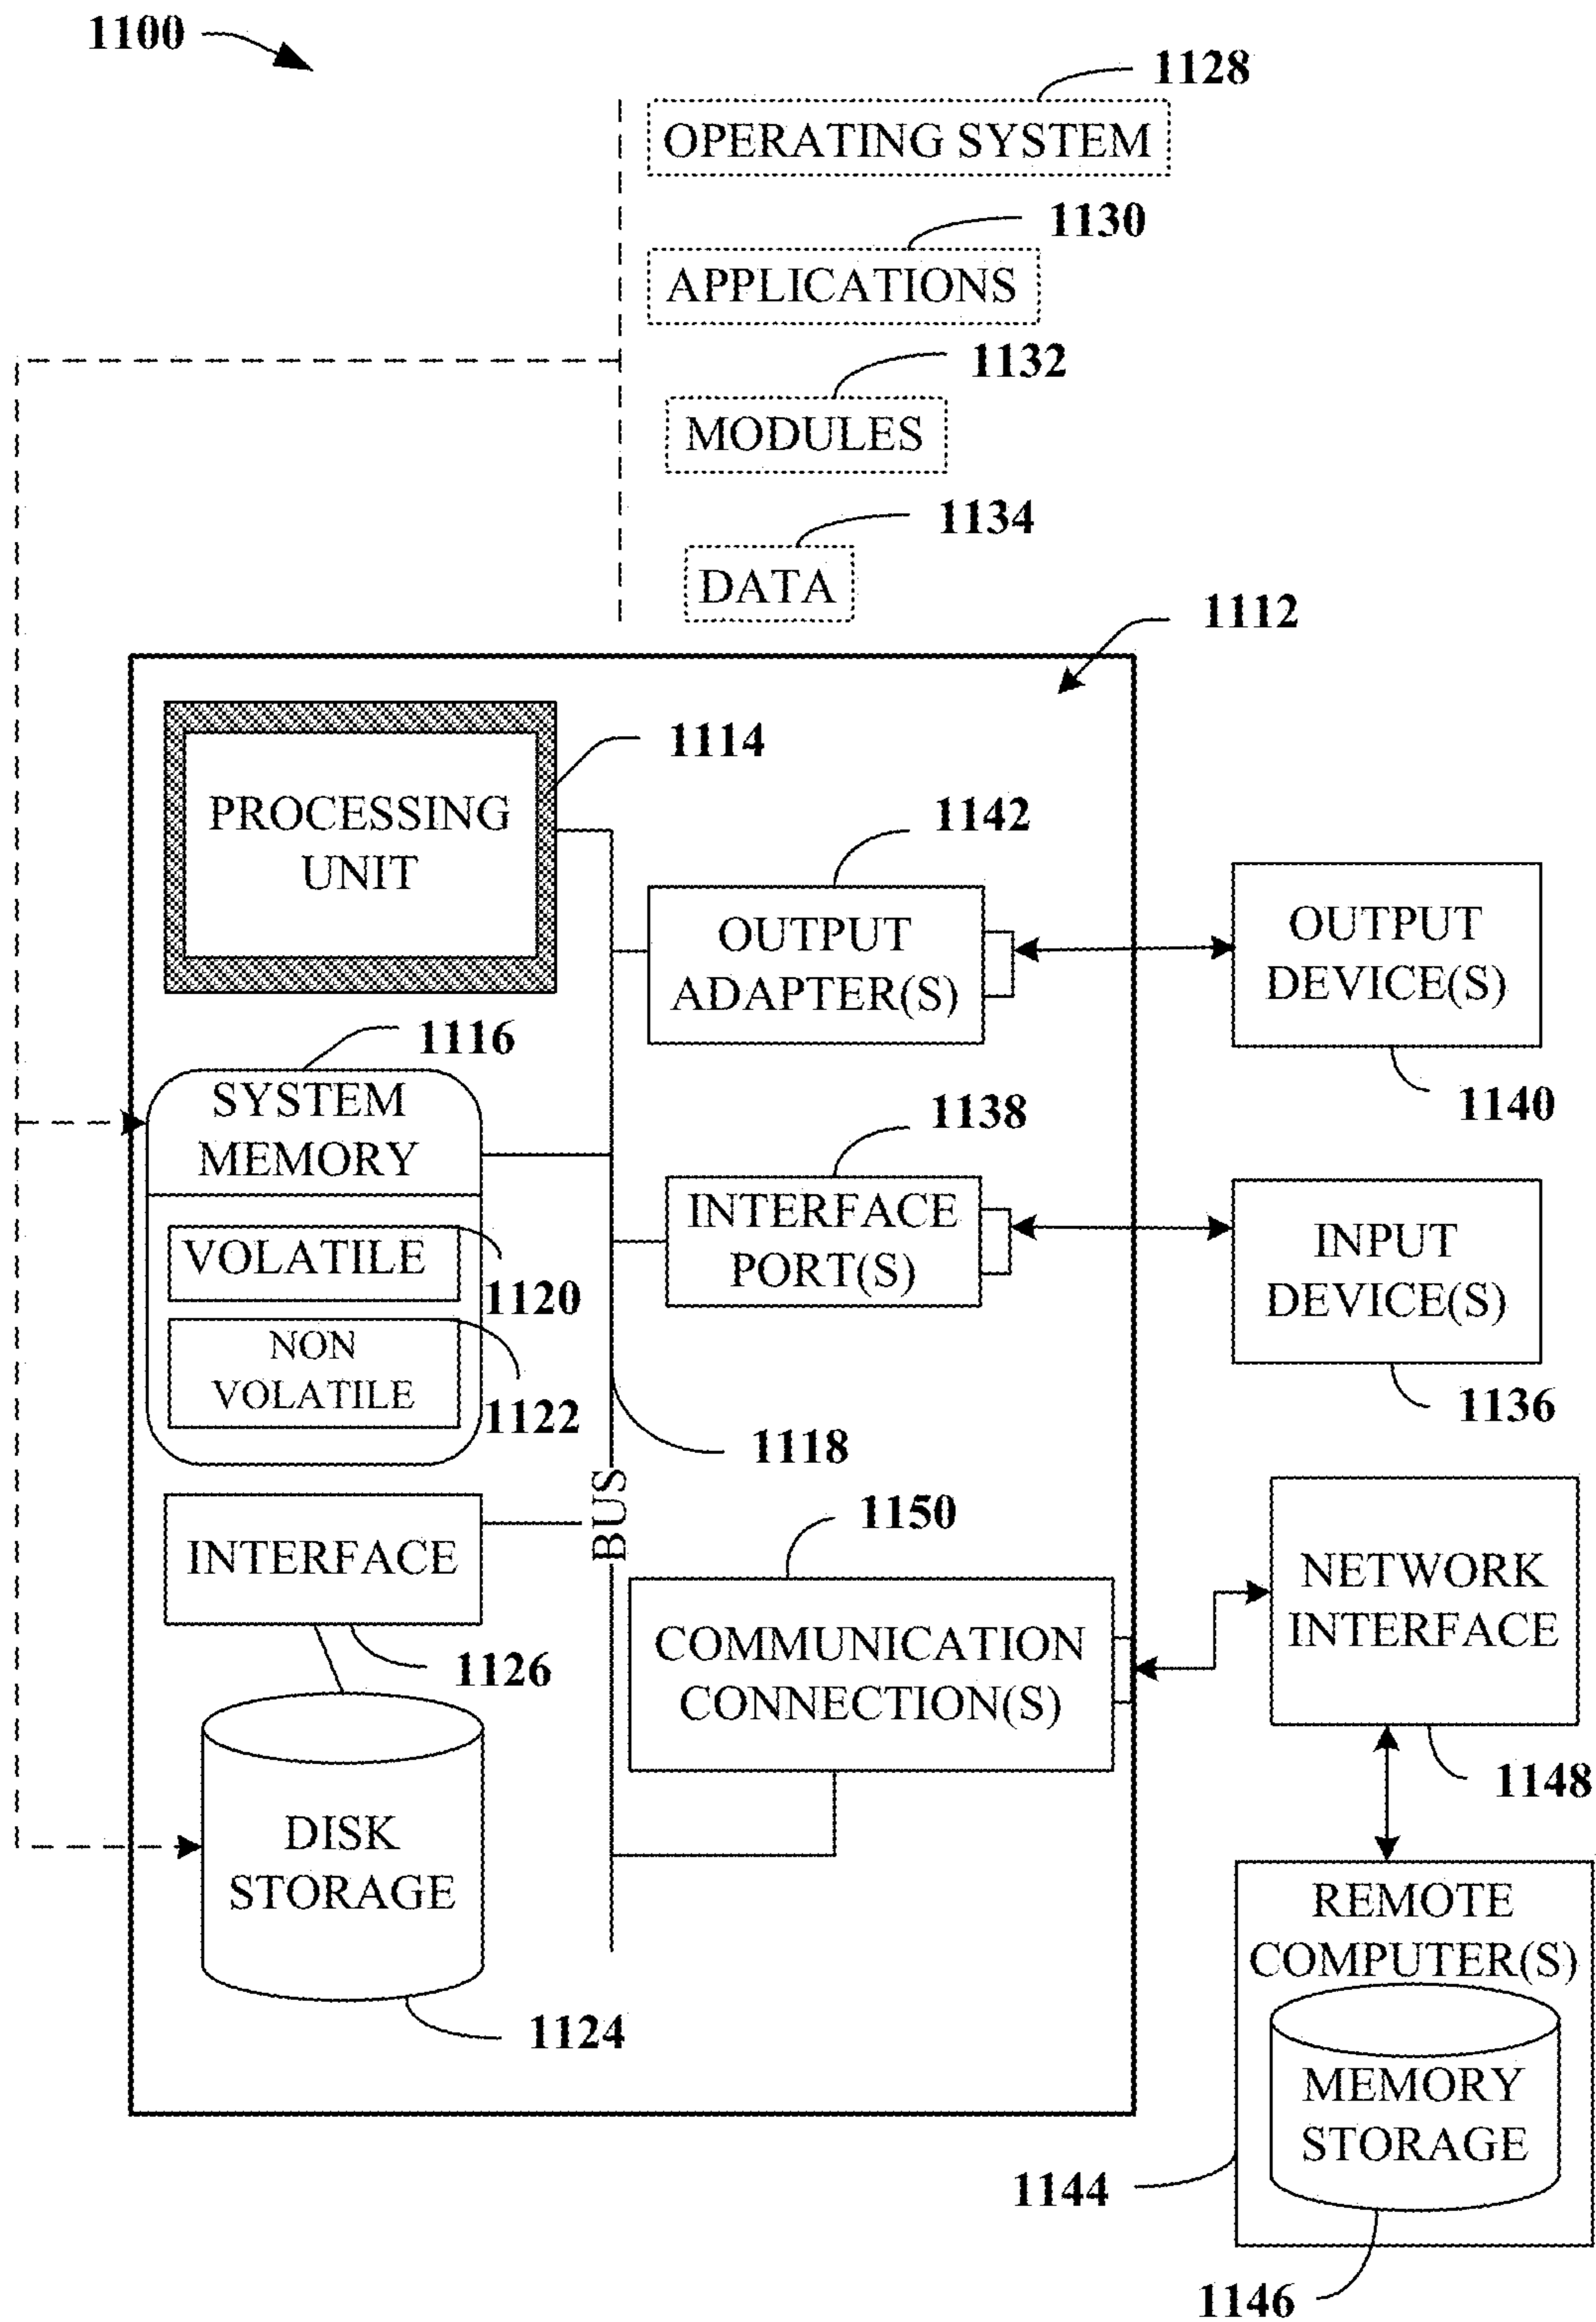 1100
1128
OPERATING SYSTEM
1130
APPLICATIONS
1132
MODULES
1134
DATA
1112
PROCESSING
UNIT
1114
1142
OUTPUT
ADAPTER(S)
OUTPUT
DEVICE(S)
1140
1116
SYSTEM
MEMORY
VOLATILE
1120
NON
VOLATILE
1122
1138
INTERFACE
PORT(S)
INPUT
DEVICE(S)
1136
1118
BUS
INTERFACE
1126
1150
COMMUNICATION
CONNECTION(S)
NETWORK
INTERFACE
1148
DISK
STORAGE
1124
REMOTE
COMPUTER(S)
MEMORY
STORAGE
1144
1146